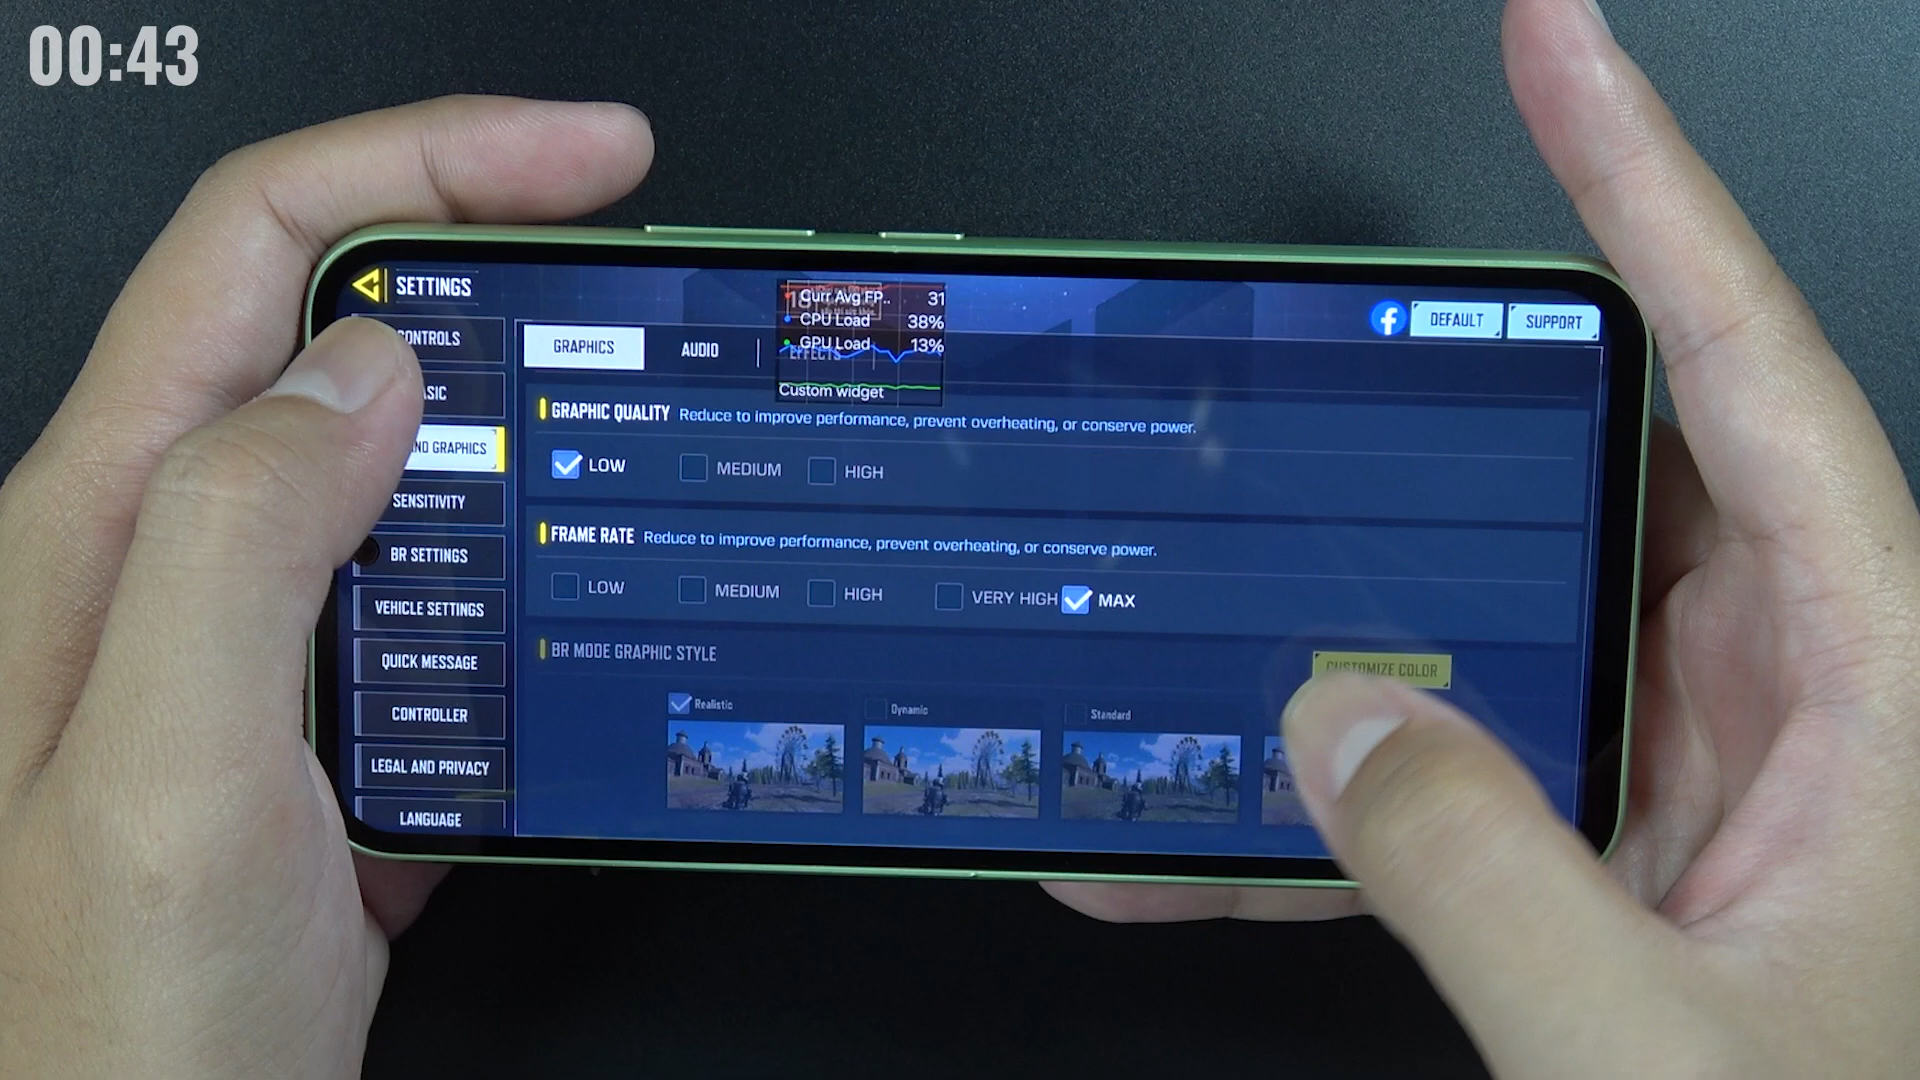 00:43
SETTINGS
Curr Avg FP.. 31
CPU Load 38%
GPU Load 13%
Custom widget
DEFAULT
SUPPORT
ONTROLS
SIC
ND GRAPHICS
SENSITIVITY
BR SETTINGS
VEHICLE SETTINGS
QUICK MESSAGE
CONTROLLER
LEGAL AND PRIVACY
LANGUAGE
GRAPHICS
AUDIO
EFFECTS
GRAPHIC QUALITY Reduce to improve performance, prevent overheating, or conserve power.
LOW MEDIUM HIGH
FRAME RATE Reduce to improve performance, prevent overheating, or conserve power.
LOW MEDIUM HIGH VERY HIGH MAX
BR MODE GRAPHIC STYLE
CUSTOMIZE COLOR
Realistic Dynamic Standard